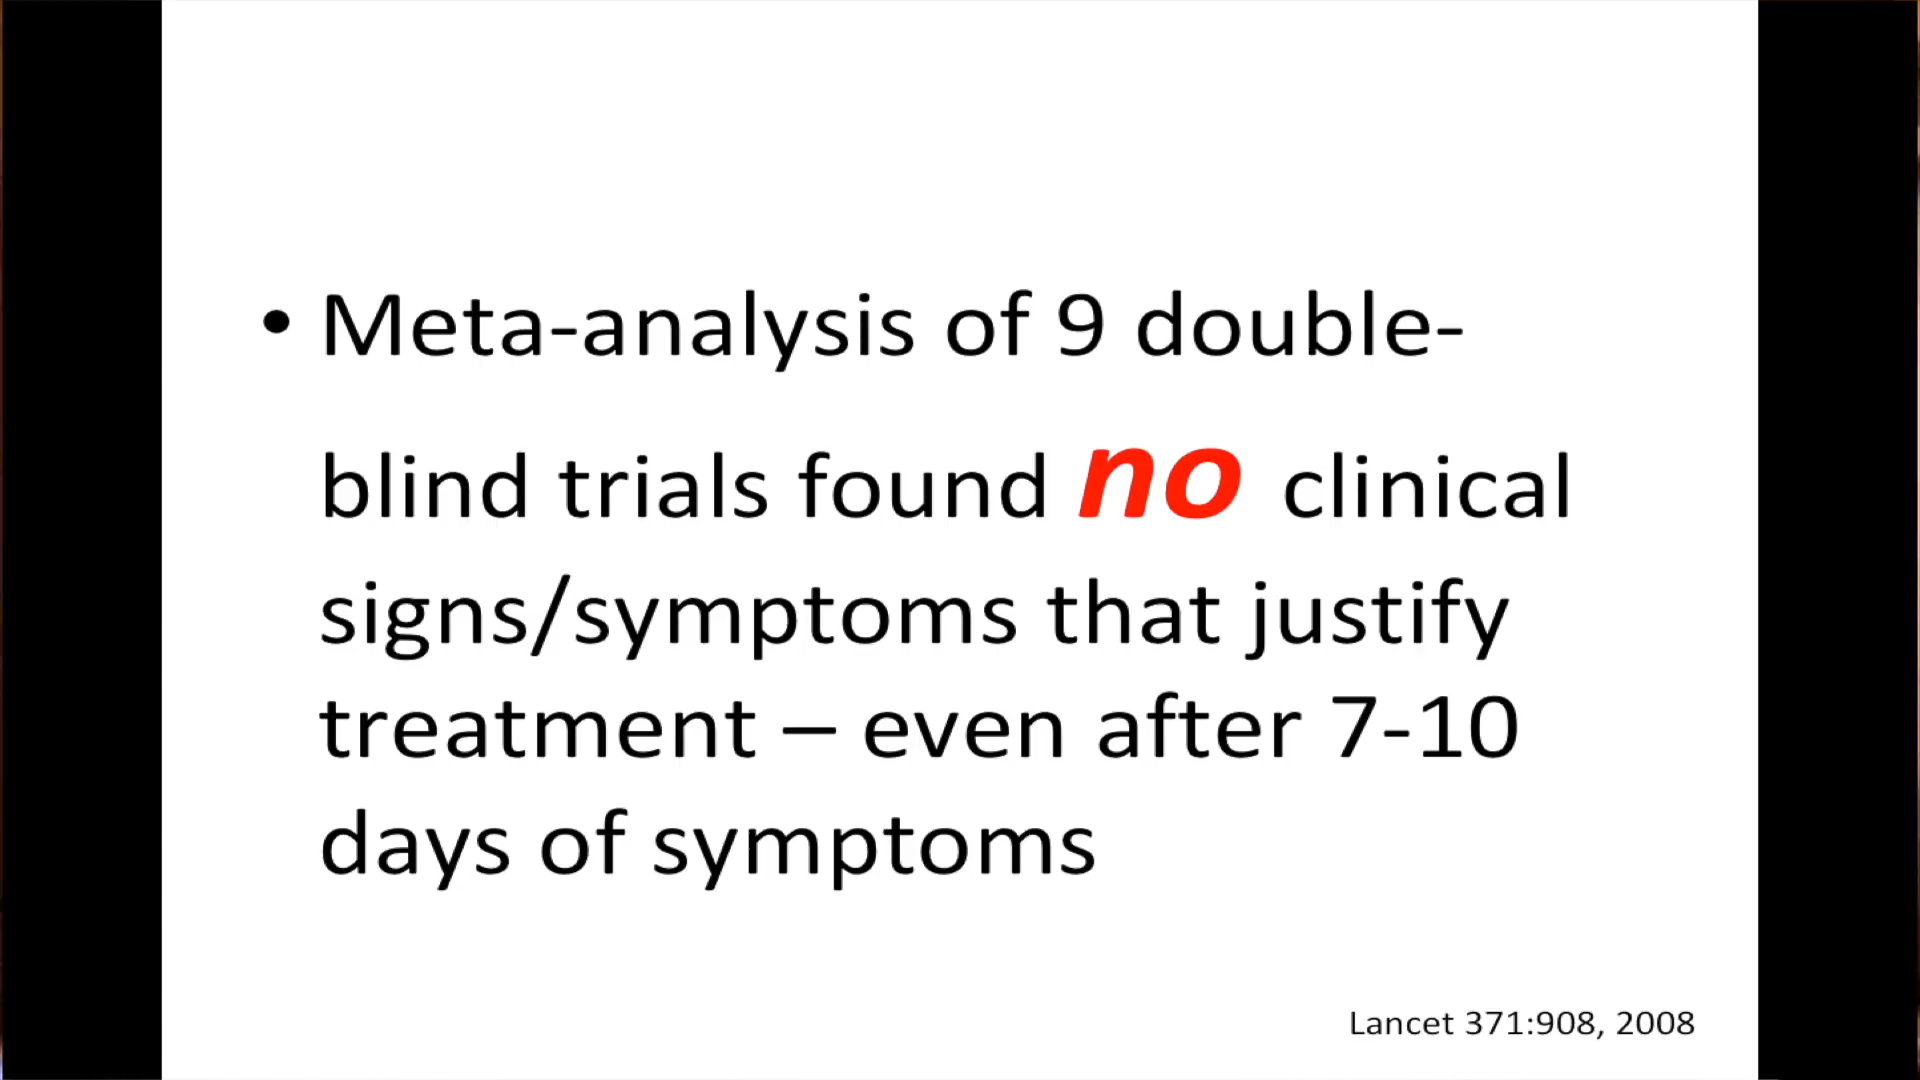 • Meta-analysis of 9 double-
blind trials found no clinical
signs/symptoms that justify
treatment – even after 7-10
days of symptoms
Lancet 371:908, 2008